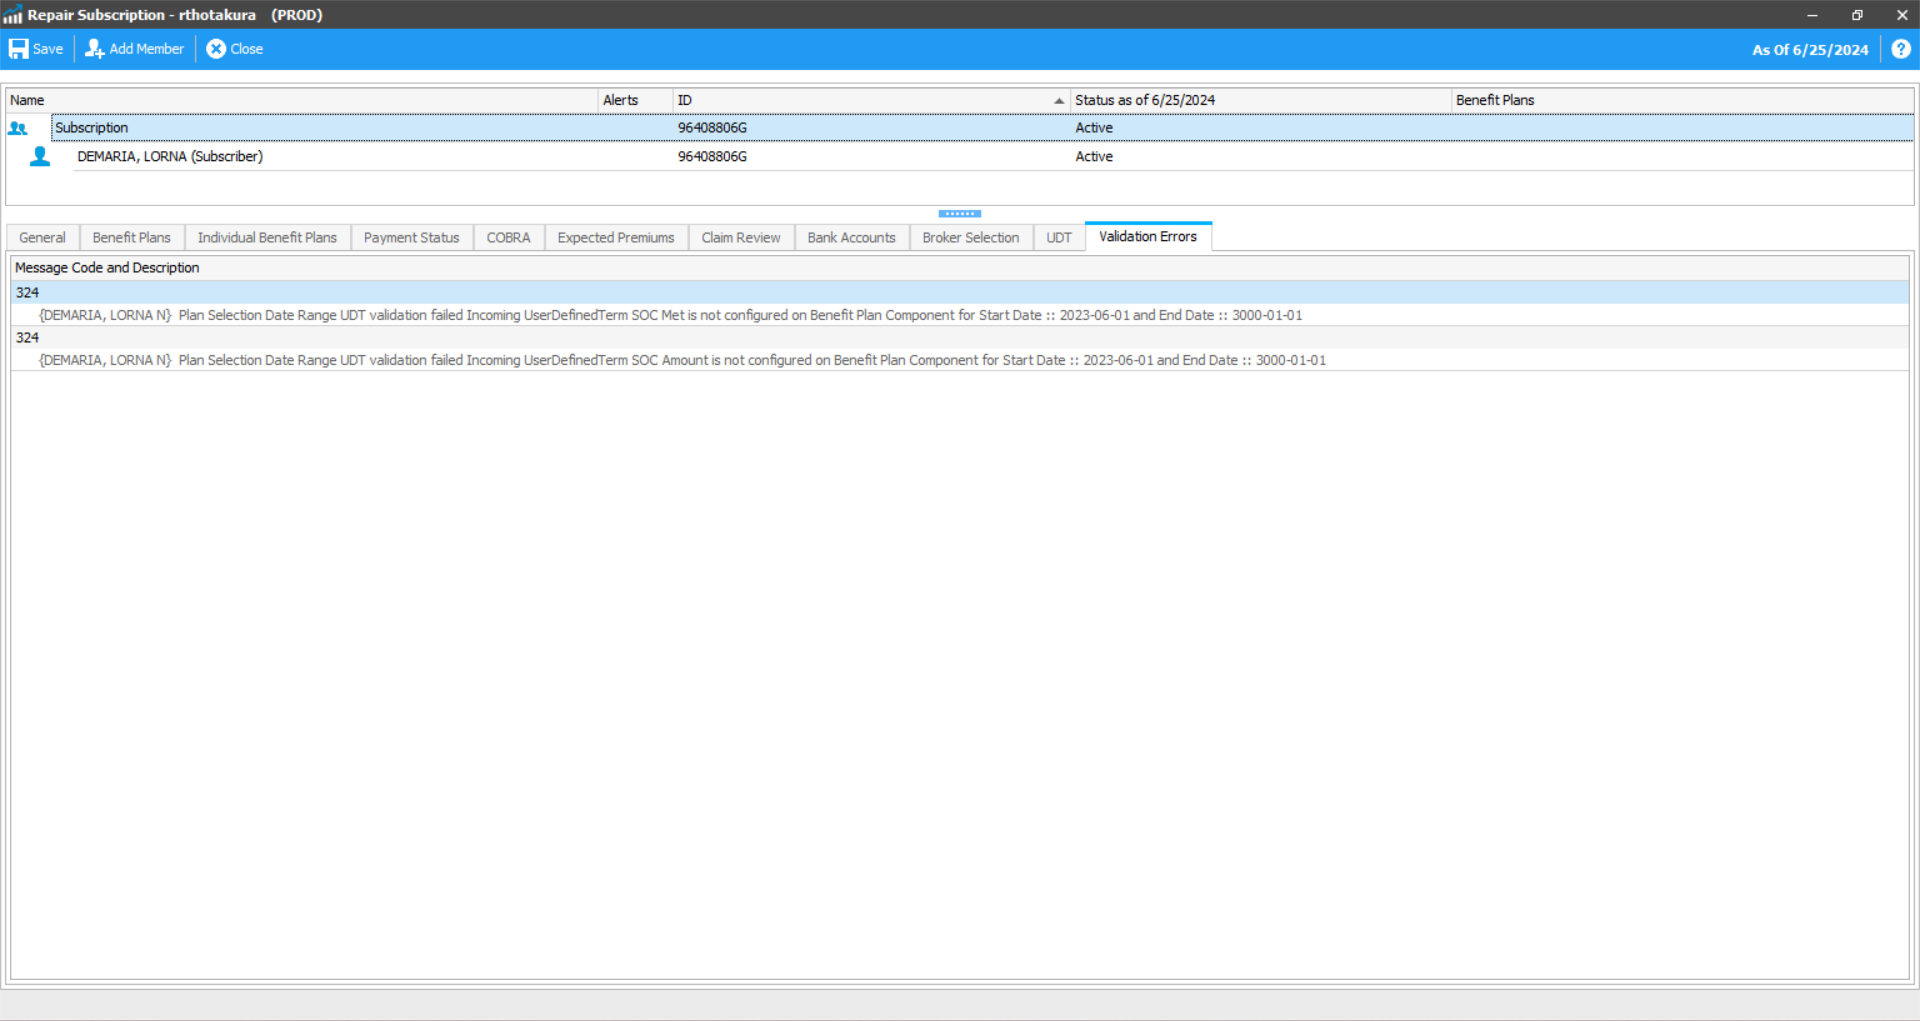 Repair Subscription - rthotakura (PROD)
Save Add Member Close As Of 6/25/2024 ?
Name Alerts ID Status as of 6/25/2024 Benefit Plans
Subscription 96408806G Active
DEMARIA, LORNA (Subscriber) 96408806G Active
General Benefit Plans Individual Benefit Plans Payment Status COBRA Expected Premiums Claim Review Bank Accounts Broker Selection UDT Validation Errors
Message Code and Description
324
{DEMARIA, LORNA N} Plan Selection Date Range UDT validation failed Incoming UserDefinedTerm SOC Met is not configured on Benefit Plan Component for Start Date :: 2023-06-01 and End Date :: 3000-01-01
324
{DEMARIA, LORNA N} Plan Selection Date Range UDT validation failed Incoming UserDefinedTerm SOC Amount is not configured on Benefit Plan Component for Start Date :: 2023-06-01 and End Date :: 3000-01-01